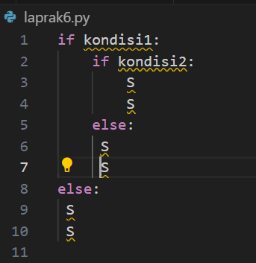 laprak6.py
1 if kondisi1:
2     if kondisi2:
3         S
4         S
5     else:
6      S
7      S
8 else:
9  S
10  S
11